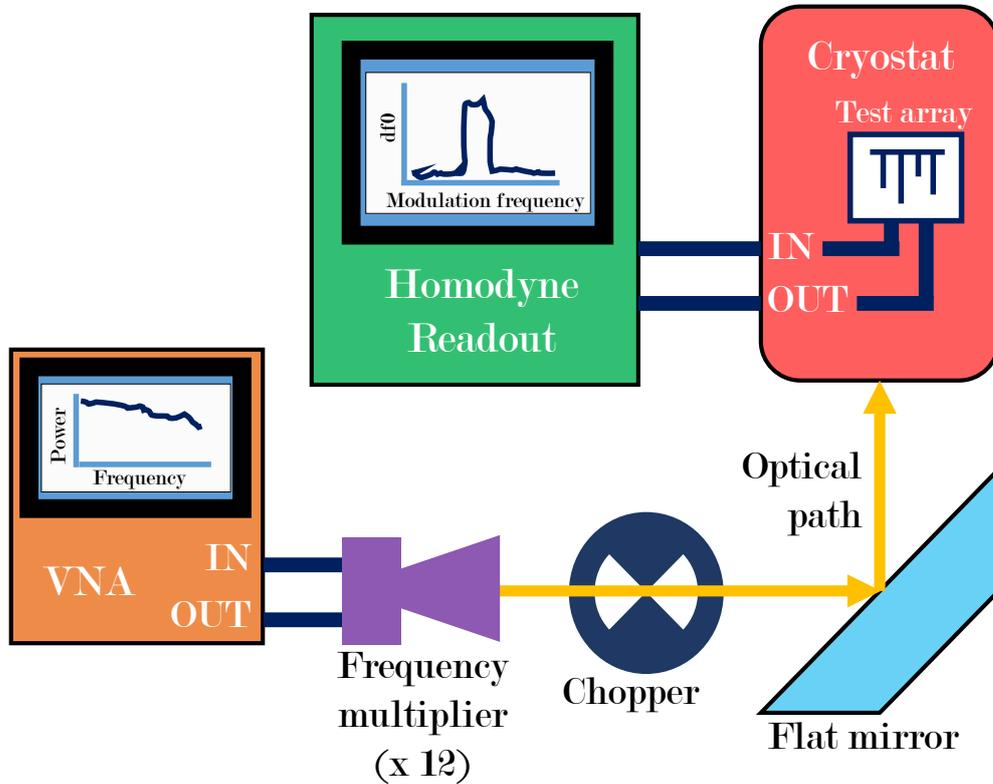 Cryostat
Test array
df0
Modulation frequency
IN
OUT
Homodyne
Readout
Power
Frequency
IN
VNA
OUT
Optical
path
Frequency
multiplier
(x 12)
Chopper
Flat mirror